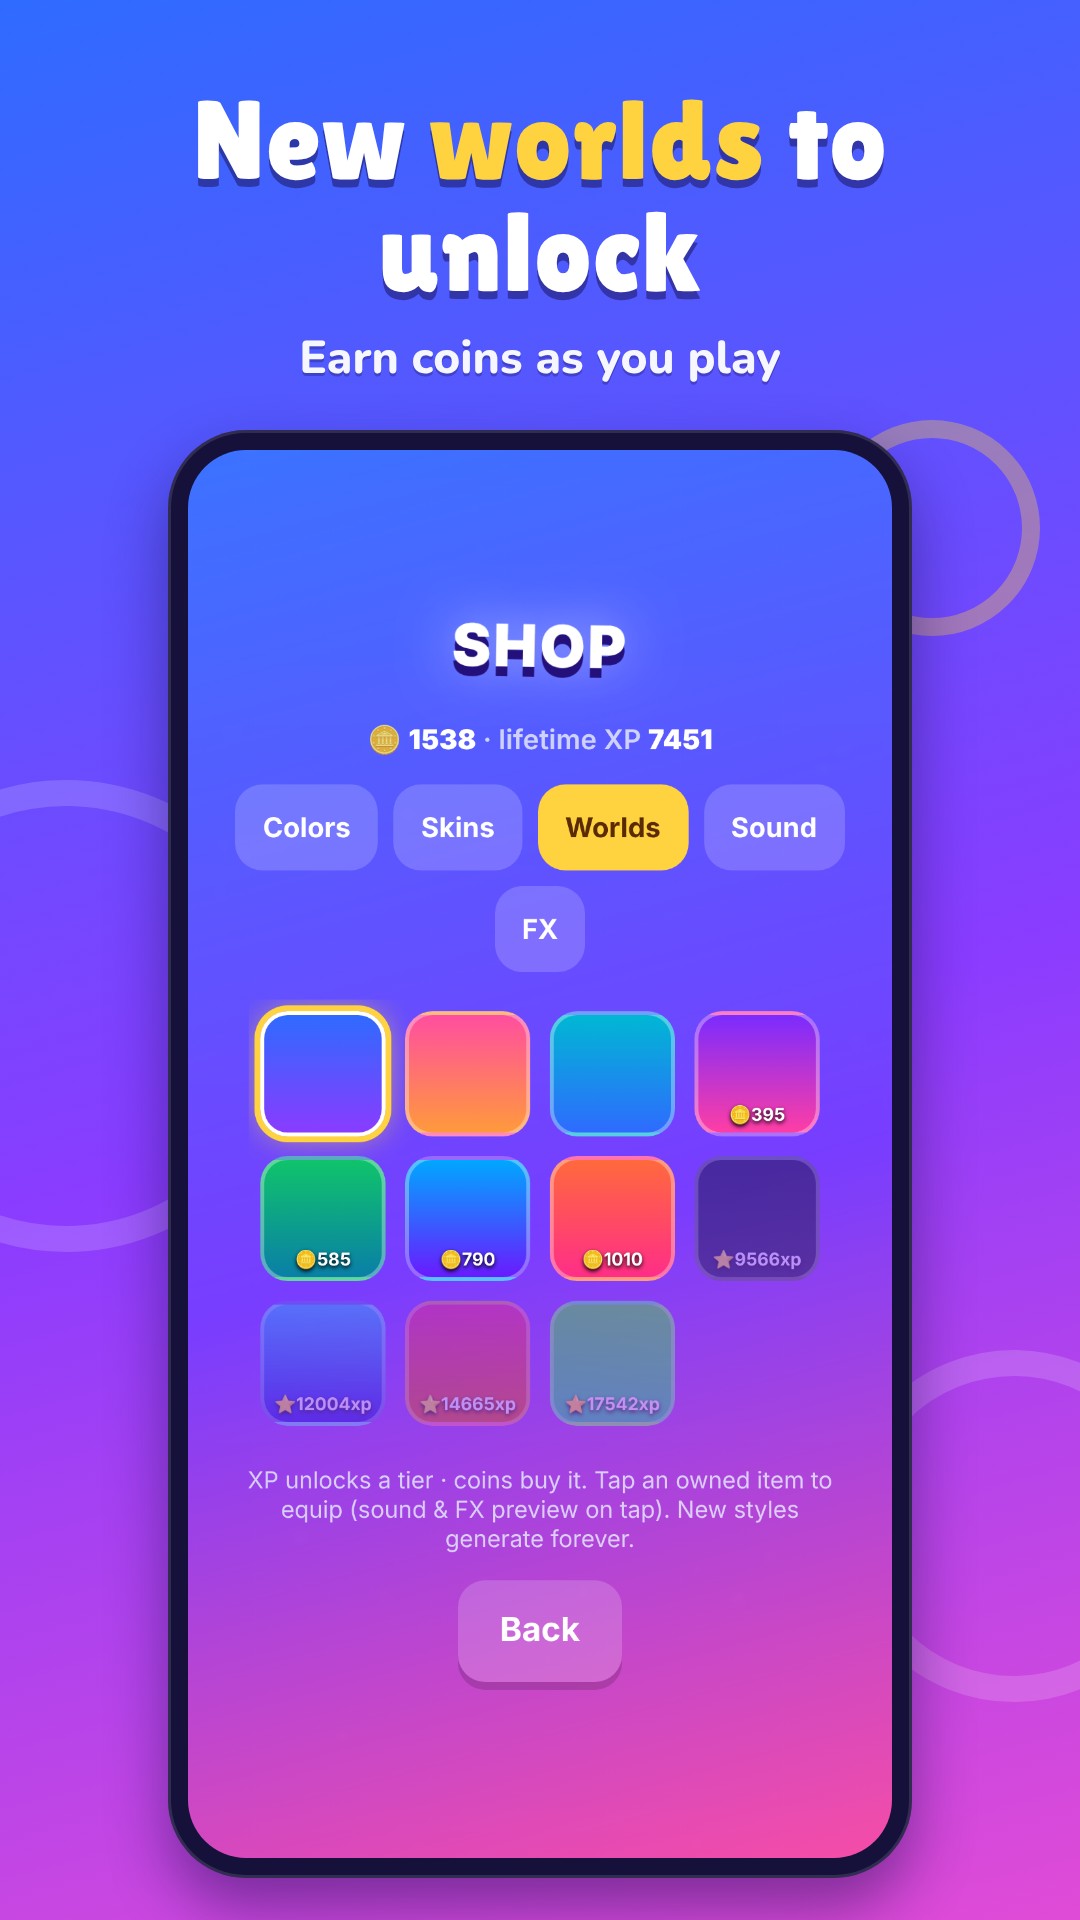 New worlds to
unlock
Earn coins as you play
SHOP
🪙 1538 · lifetime XP 7451
Colors
Skins
Worlds
Sound
FX
🪙395
🪙585
🪙790
🪙1010
★9566xp
★12004xp
★14665xp
★17542xp
XP unlocks a tier · coins buy it. Tap an owned item to
equip (sound & FX preview on tap). New styles
generate forever.
Back